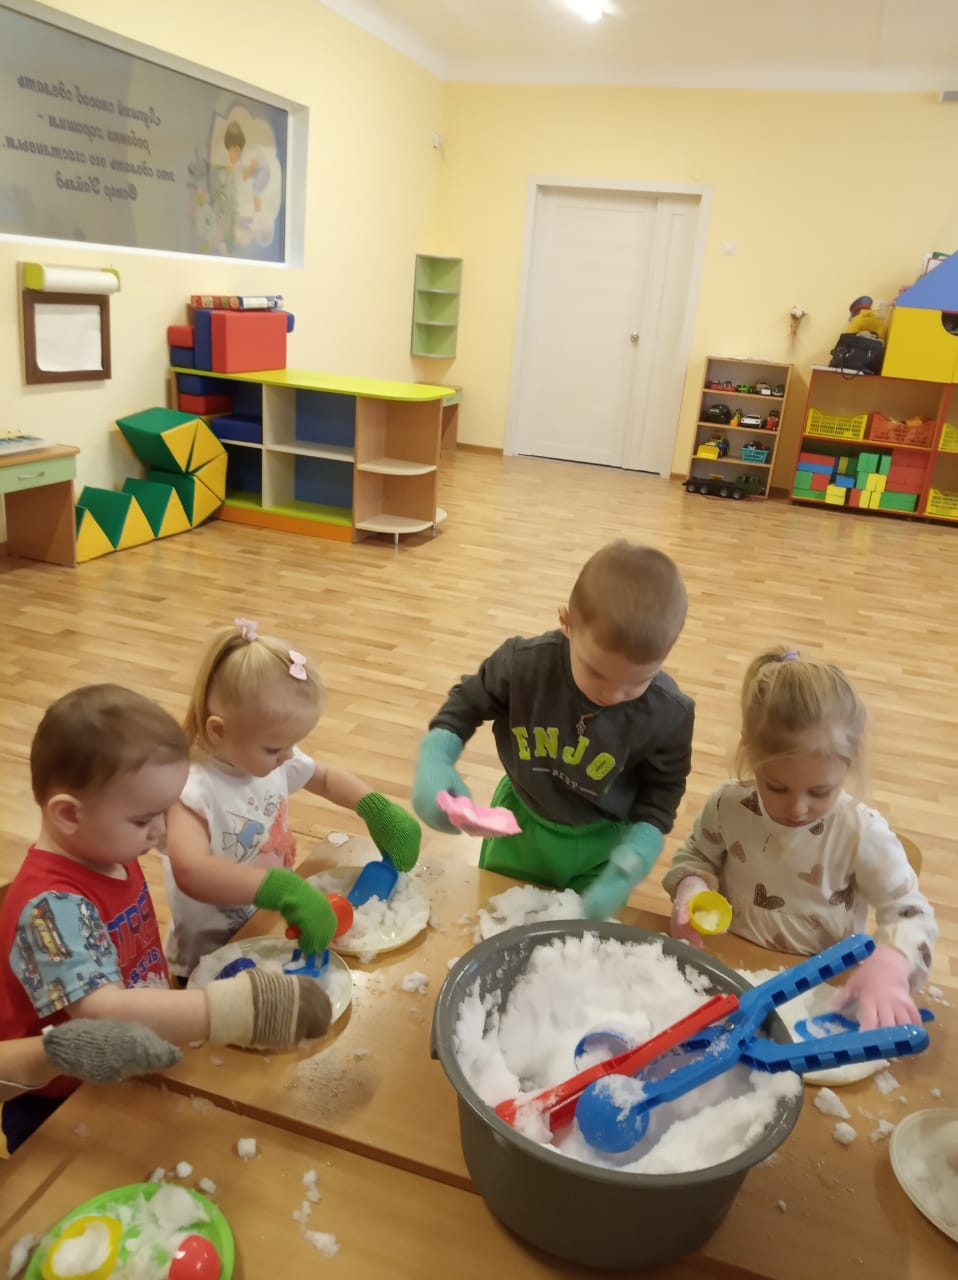 Лучший способ сделать
ребенка хорошим -
это сделать его счастливым.
Оскар Уайльд
ENJO